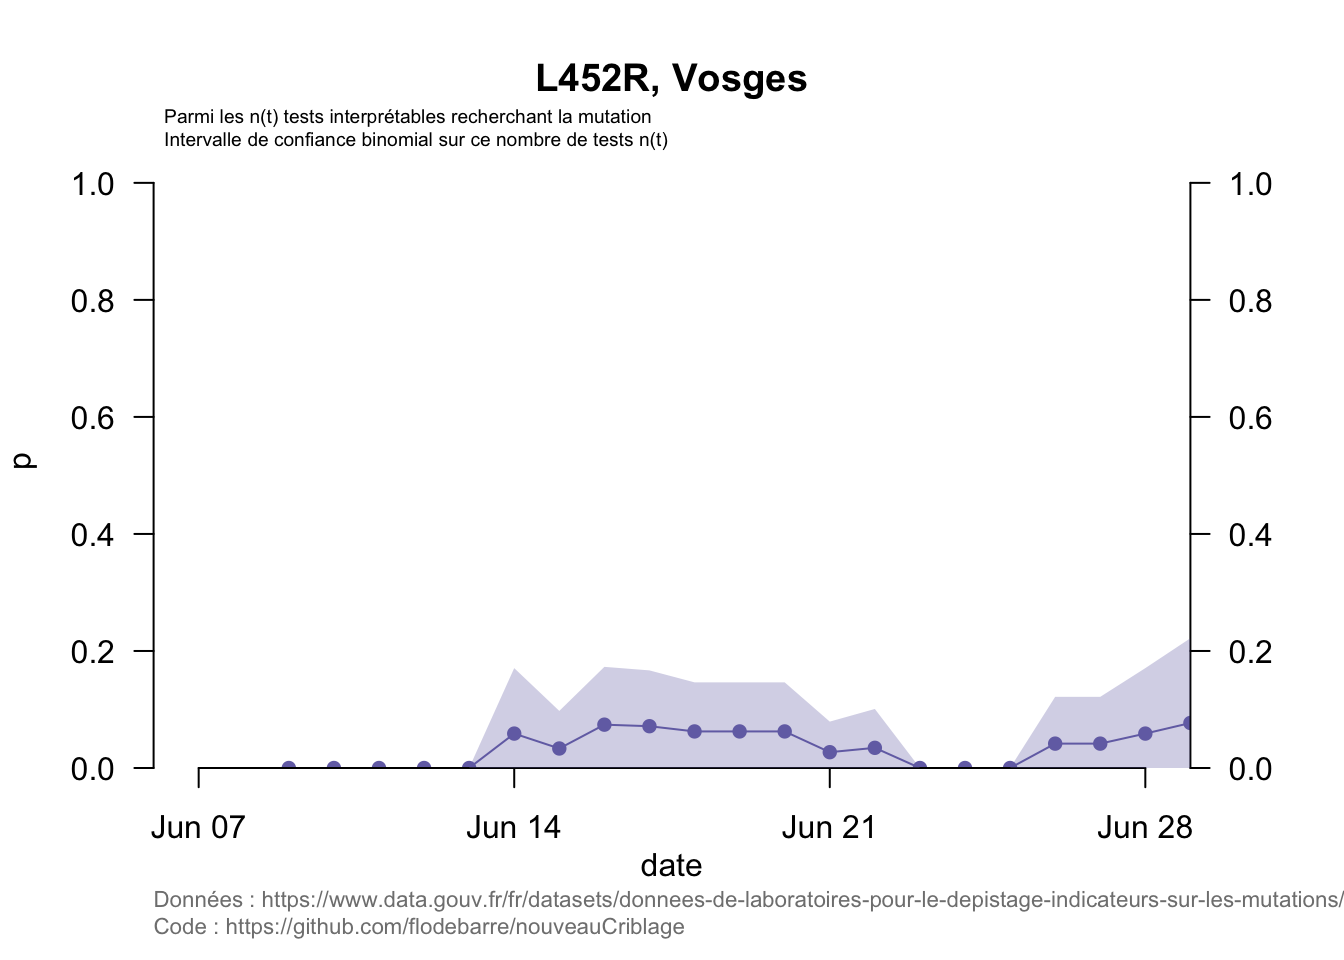 L452R, Vosges
Parmi les n(t) tests interprétables recherchant la mutation
Intervalle de confiance binomial sur ce nombre de tests n(t)
1.0 1.0
0.8 0.8
0.6 0.6
p
0.4 0.4
0.2 0.2
0.0 0.0
Jun 07 Jun 14 Jun 21 Jun 28
date
Données : https://www.data.gouv.fr/fr/datasets/donnees-de-laboratoires-pour-le-depistage-indicateurs-sur-les-mutations/
Code : https://github.com/flodebarre/nouveauCriblage